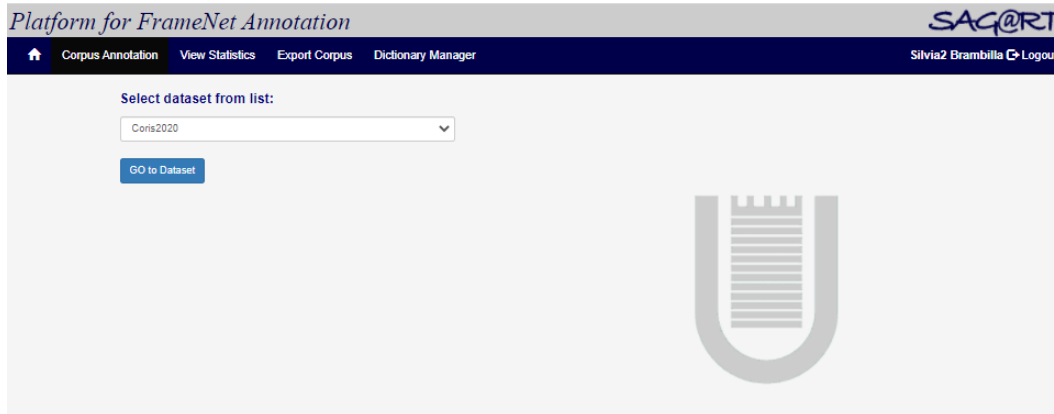 Platform for FrameNet Annotation SAG@RT
Corpus Annotation View Statistics Export Corpus Dictionary Manager Silvia2 Brambilla Logou
Select dataset from list:
Coris2020
GO to Dataset